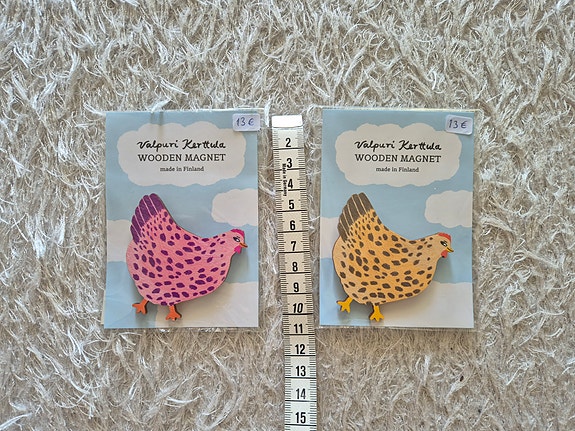 13 €
Valpuri Kerttula
WOODEN MAGNET
made in Finland
2
3
4
5
6
7
8
9
10
11
12
13
14
15
13 €
Valpuri Kerttula
WOODEN MAGNET
made in Finland